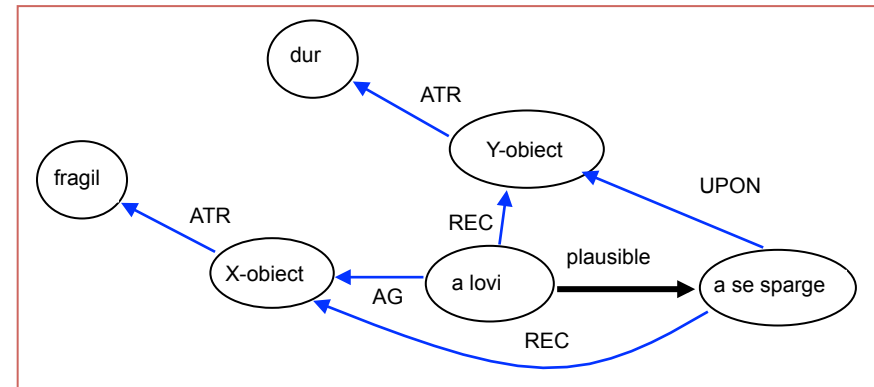 dur
ATR
Y-obiect
fragil
UPON
ATR
REC
plausible
X-obiect
a lovi
a se sparge
AG
REC